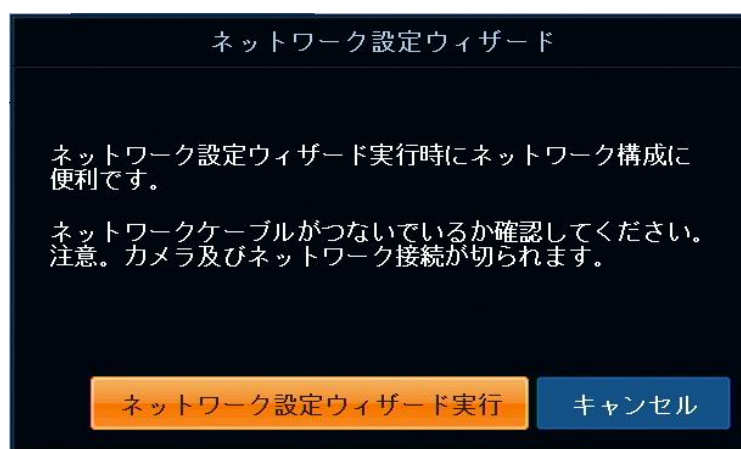 ネットワーク設定ウィザード
ネットワーク設定ウィザード実行時にネットワーク構成に
便利です。
ネットワークケーブルがつないでいるか確認してください。
注意。カメラ及びネットワーク接続が切られます。
ネットワーク設定ウィザード実行
キャンセル